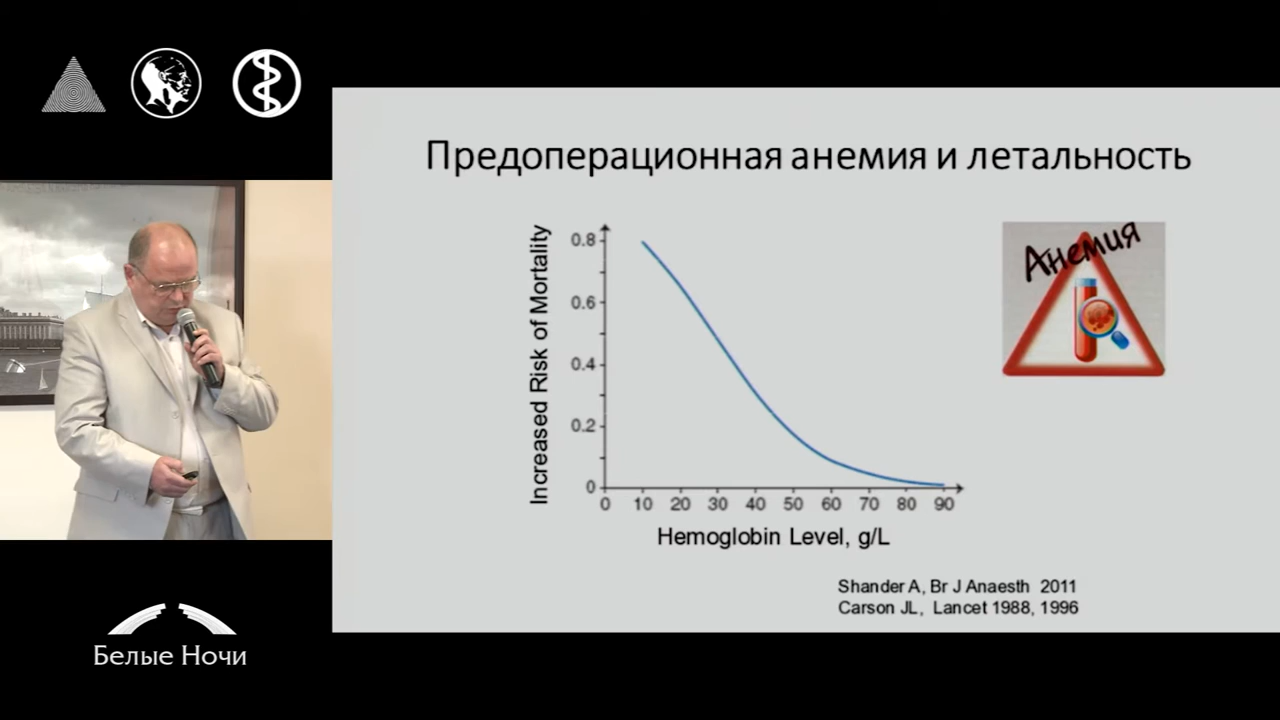 Предоперационная анемия и летальность
Increased Risk of Mortality
0.8
0.6
0.4
0.2
0
0 10 20 30 40 50 60 70 80 90
Hemoglobin Level, g/L
Анемия
Shander A, Br J Anaesth 2011
Carson JL, Lancet 1988, 1996
Белые Ночи